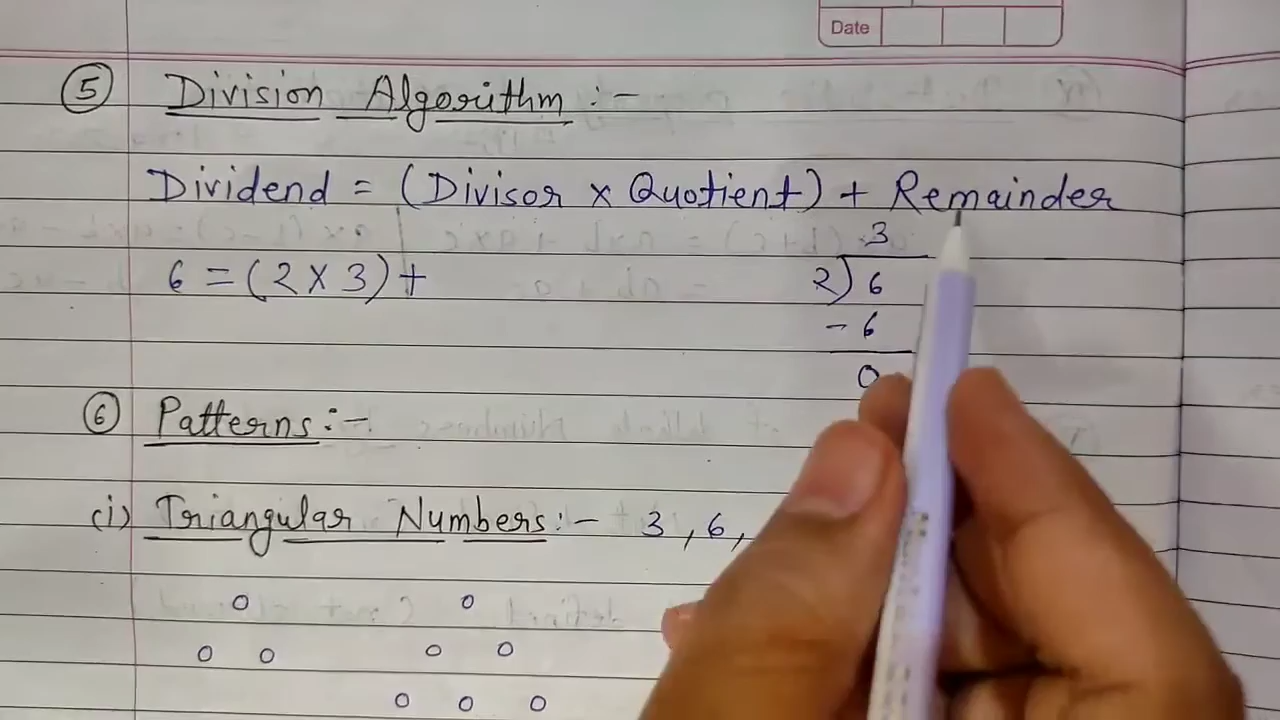 Date
⑤ Division Algorithm :-
Dividend = (Divisor × Quotient) + Remainder
3
6 = (2 × 3) + 2) 6
- 6
0
⑥ Patterns :-
(i) Triangular Numbers :- 3, 6,